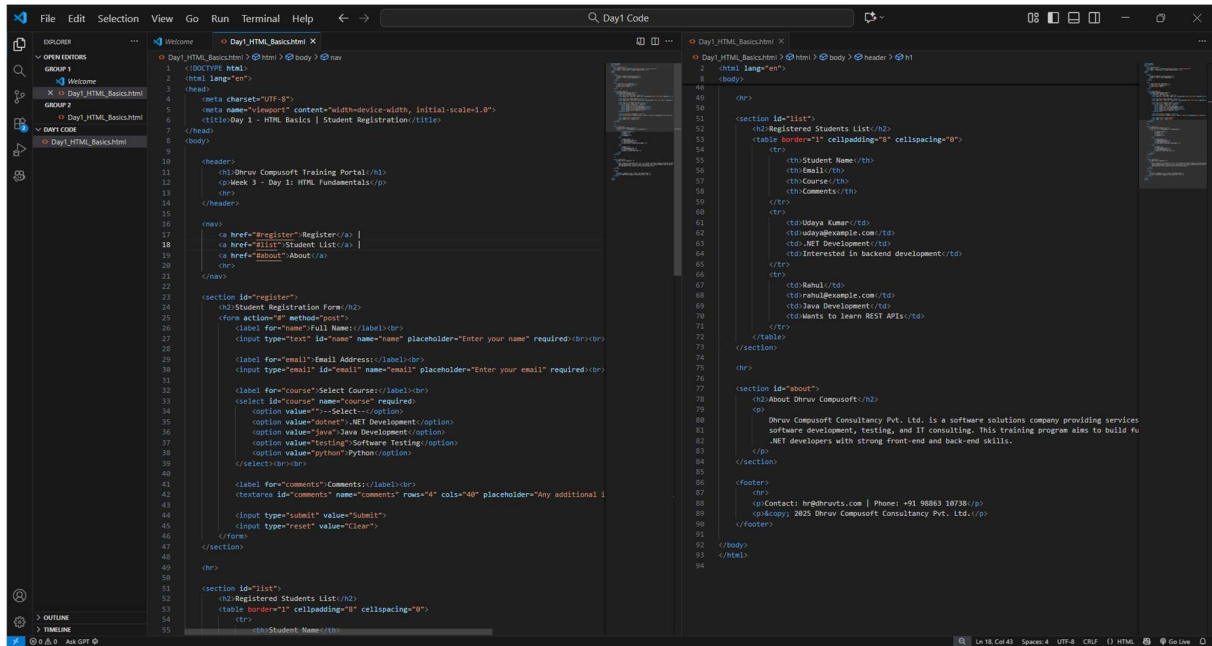 File Edit Selection View Go Run Terminal Help
Day1 Code
EXPLORER
OPEN EDITORS
GROUP 1
Welcome
Day1_HTML_Basics.html
GROUP 2
Day1_HTML_Basics.html
DAY1 CODE
Day1_HTML_Basics.html
OUTLINE
TIMELINE
Welcome
Day1_HTML_Basics.html
Day1_HTML_Basics.html > html > body > nav
1 <!DOCTYPE html>
2 <html lang="en">
3 <head>
4 <meta charset="UTF-8">
5 <meta name="viewport" content="width=device-width, initial-scale=1.0">
6 <title>Day 1 - HTML Basics | Student Registration</title>
7 </head>
8 <body>
9
10 <header>
11 <h1>Dhruv Compusoft Training Portal</h1>
12 <p>Week 3 - Day 1: HTML Fundamentals</p>
13 <hr>
14 </header>
15
16 <nav>
17 <a href="#register">Register</a> |
18 <a href="#list">Student List</a> |
19 <a href="#about">About</a>
20 <hr>
21 </nav>
22
23 <section id="register">
24 <h2>Student Registration Form</h2>
25 <form action="#" method="post">
26 <label for="name">Full Name:</label><br>
27 <input type="text" id="name" name="name" placeholder="Enter your name" required><br><br>
28
29 <label for="email">Email Address:</label><br>
30 <input type="email" id="email" name="email" placeholder="Enter your email" required><br>
31
32 <label for="course">Select Course:</label><br>
33 <select id="course" name="course" required>
34 <option value="">--Select--</option>
35 <option value="dotnet">.NET Development</option>
36 <option value="java">Java Development</option>
37 <option value="testing">Software Testing</option>
38 <option value="python">Python</option>
39 </select><br><br>
40
41 <label for="comments">Comments:</label><br>
42 <textarea id="comments" name="comments" rows="4" cols="40" placeholder="Any additional i
43
44 <input type="submit" value="Submit">
45 <input type="reset" value="Clear">
46 </form>
47 </section>
48
49 <hr>
50
51 <section id="list">
52 <h2>Registered Students List</h2>
53 <table border="1" cellpadding="8" cellspacing="0">
54 <tr>
55 <th>Student Name</th>
Day1_HTML_Basics.html
Day1_HTML_Basics.html > html > body > header > h1
2 <html lang="en">
8 <body>
48
49 <hr>
50
51 <section id="list">
52 <h2>Registered Students List</h2>
53 <table border="1" cellpadding="8" cellspacing="0">
54 <tr>
55 <th>Student Name</th>
56 <th>Email</th>
57 <th>Course</th>
58 <th>Comments</th>
59 </tr>
60 <tr>
61 <td>Udaya Kumar</td>
62 <td>udaya@example.com</td>
63 <td>.NET Development</td>
64 <td>Interested in backend development</td>
65 </tr>
66 <tr>
67 <td>Rahul</td>
68 <td>rahul@example.com</td>
69 <td>Java Development</td>
70 <td>Wants to learn REST APIs</td>
71 </tr>
72 </table>
73 </section>
74
75 <hr>
76
77 <section id="about">
78 <h2>About Dhruv Compusoft</h2>
79 <p>
80 Dhruv Compusoft Consultancy Pvt. Ltd. is a software solutions company providing services
81 software development, testing, and IT consulting. This training program aims to build fu
82 .NET developers with strong front-end and back-end skills.
83 </p>
84 </section>
85
86 <footer>
87 <hr>
88 <p>Contact: hr@dhruvts.com | Phone: +91 98863 10738</p>
89 <p>&copy; 2025 Dhruv Compusoft Consultancy Pvt. Ltd.</p>
90 </footer>
91
92 </body>
93 </html>
94
0 0 Ask GPT
Ln 18, Col 43 Spaces: 4 UTF-8 CRLF {} HTML Go Live